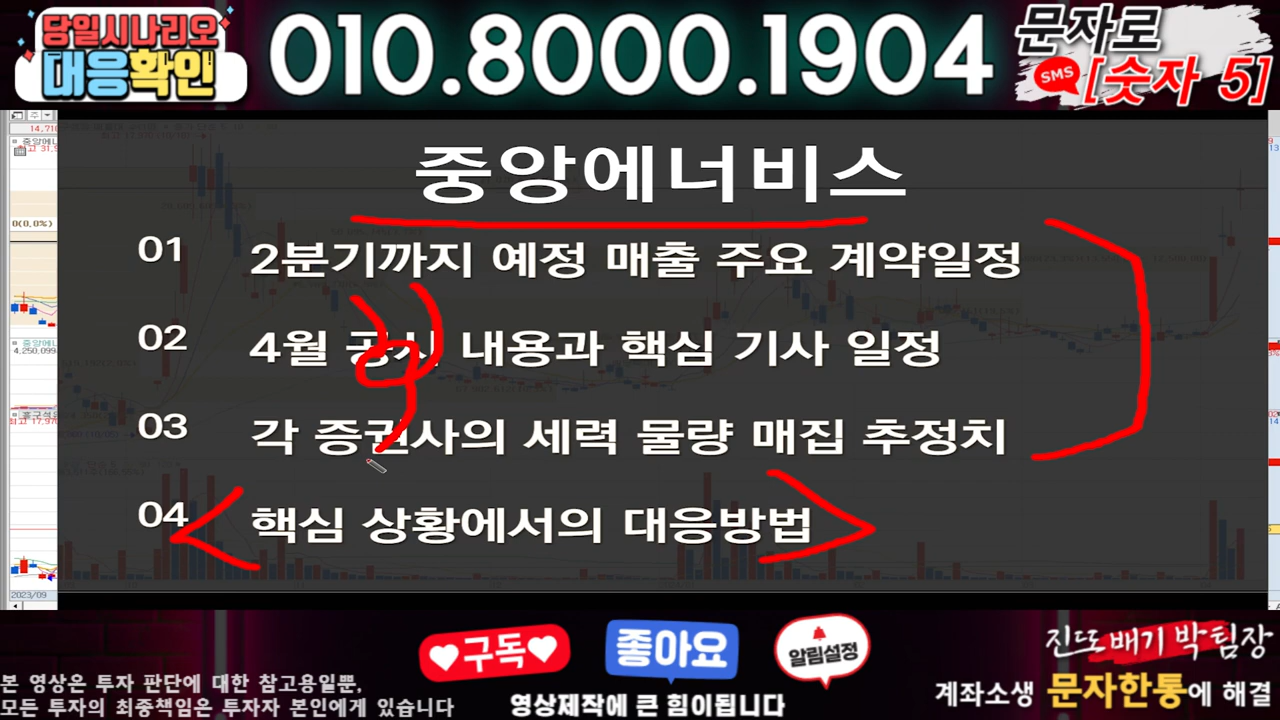 당일시나리오
대응확인
010.8000.1904
문자로
SMS [숫자 5]
중앙에너비스
01 2분기까지 예정 매출 주요 계약일정
02 4월 공시 내용과 핵심 기사 일정
03 각 증권사의 세력 물량 매집 추정치
04 핵심 상황에서의 대응방법
0(0,0%)
2023/09
구독
좋아요
알림설정
영상제작에 큰 힘이됩니다
본 영상은 투자 판단에 대한 참고용일뿐,
모든 투자의 최종책임은 투자자 본인에게 있습니다
진또배기 박팀장
계좌소생 문자한통에 해결